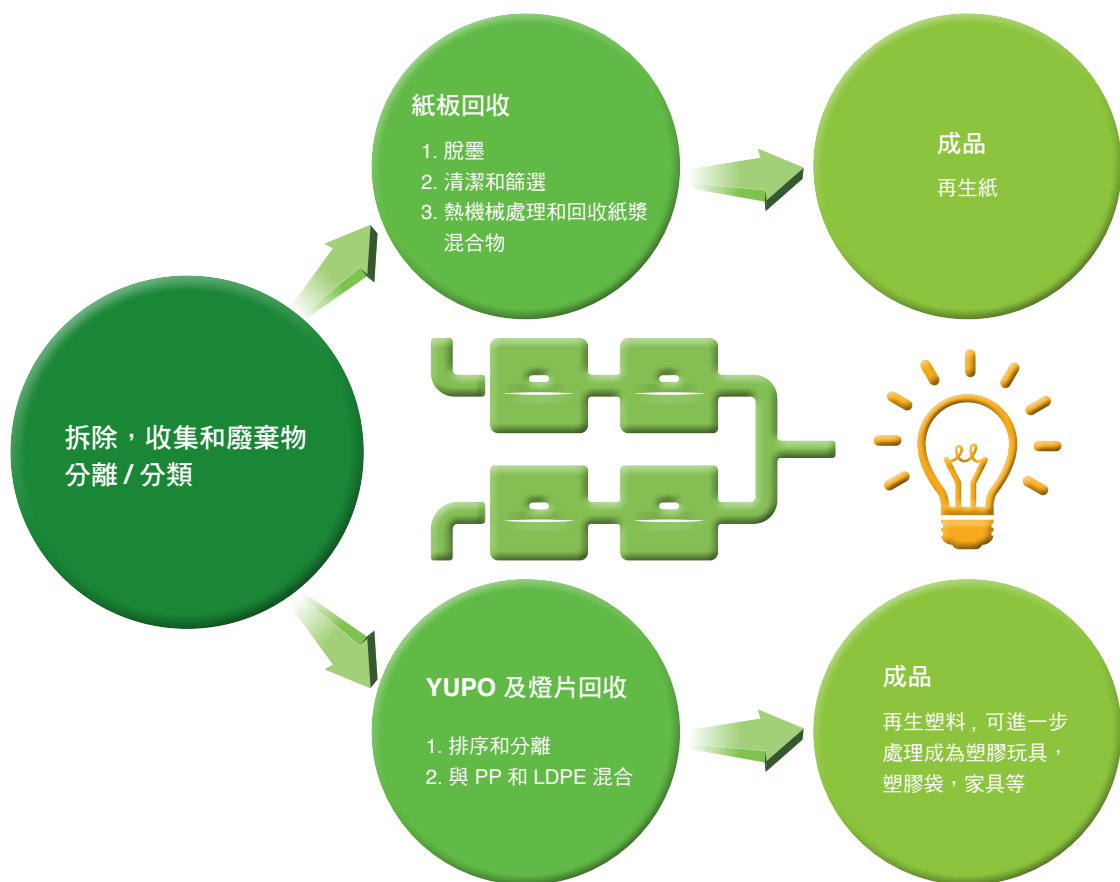 紙板回收
1. 脫墨
2. 清潔和篩選
3. 熱機械處理和回收紙漿
混合物
成品
再生紙
拆除，收集和廢棄物
分離 / 分類
YUPO 及燈片回收
1. 排序和分離
2. 與 PP 和 LDPE 混合
成品
再生塑料 , 可進一步
處理成為塑膠玩具，
塑膠袋，家具等